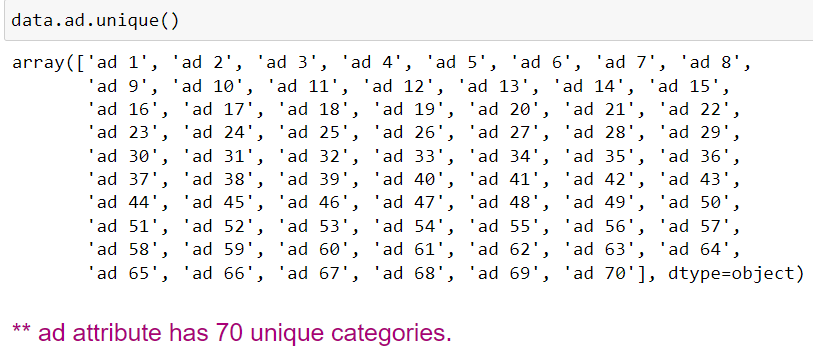 data.ad.unique()
array(['ad 1', 'ad 2', 'ad 3', 'ad 4', 'ad 5', 'ad 6', 'ad 7', 'ad 8',
'ad 9', 'ad 10', 'ad 11', 'ad 12', 'ad 13', 'ad 14', 'ad 15',
'ad 16', 'ad 17', 'ad 18', 'ad 19', 'ad 20', 'ad 21', 'ad 22',
'ad 23', 'ad 24', 'ad 25', 'ad 26', 'ad 27', 'ad 28', 'ad 29',
'ad 30', 'ad 31', 'ad 32', 'ad 33', 'ad 34', 'ad 35', 'ad 36',
'ad 37', 'ad 38', 'ad 39', 'ad 40', 'ad 41', 'ad 42', 'ad 43',
'ad 44', 'ad 45', 'ad 46', 'ad 47', 'ad 48', 'ad 49', 'ad 50',
'ad 51', 'ad 52', 'ad 53', 'ad 54', 'ad 55', 'ad 56', 'ad 57',
'ad 58', 'ad 59', 'ad 60', 'ad 61', 'ad 62', 'ad 63', 'ad 64',
'ad 65', 'ad 66', 'ad 67', 'ad 68', 'ad 69', 'ad 70'], dtype=object)
** ad attribute has 70 unique categories.